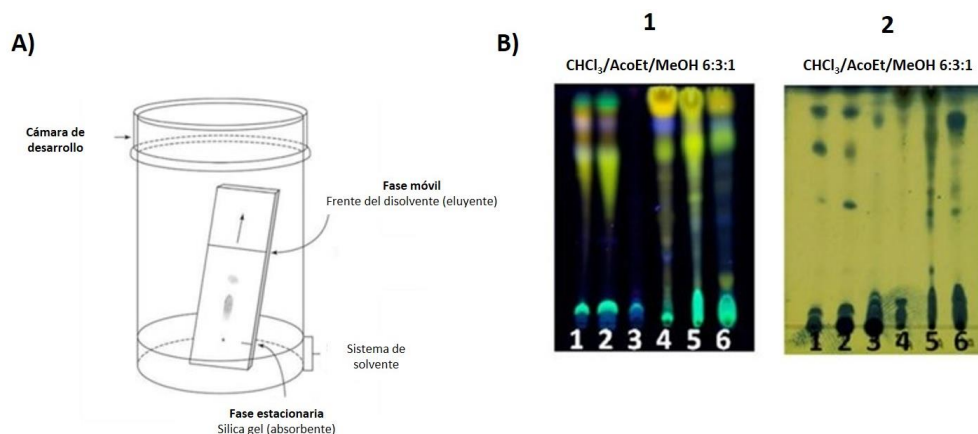 A)
Cámara de
desarrollo
Fase móvil
Frente del disolvente (eluyente)
Sistema de
solvente
Fase estacionaria
Silica gel (absorbente)
B)
1
CHCl₃/AcoEt/MeOH 6:3:1
1 2 3 4 5 6
2
CHCl₃/AcoEt/MeOH 6:3:1
1 2 3 4 5 6